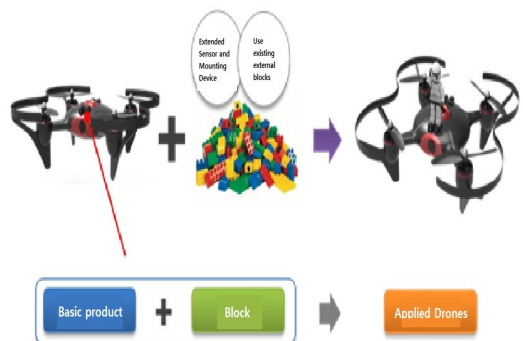 Extended
Sensor and
Mounting
Device
Use
existing
external
blocks
Basic product
Block
Applied Drones